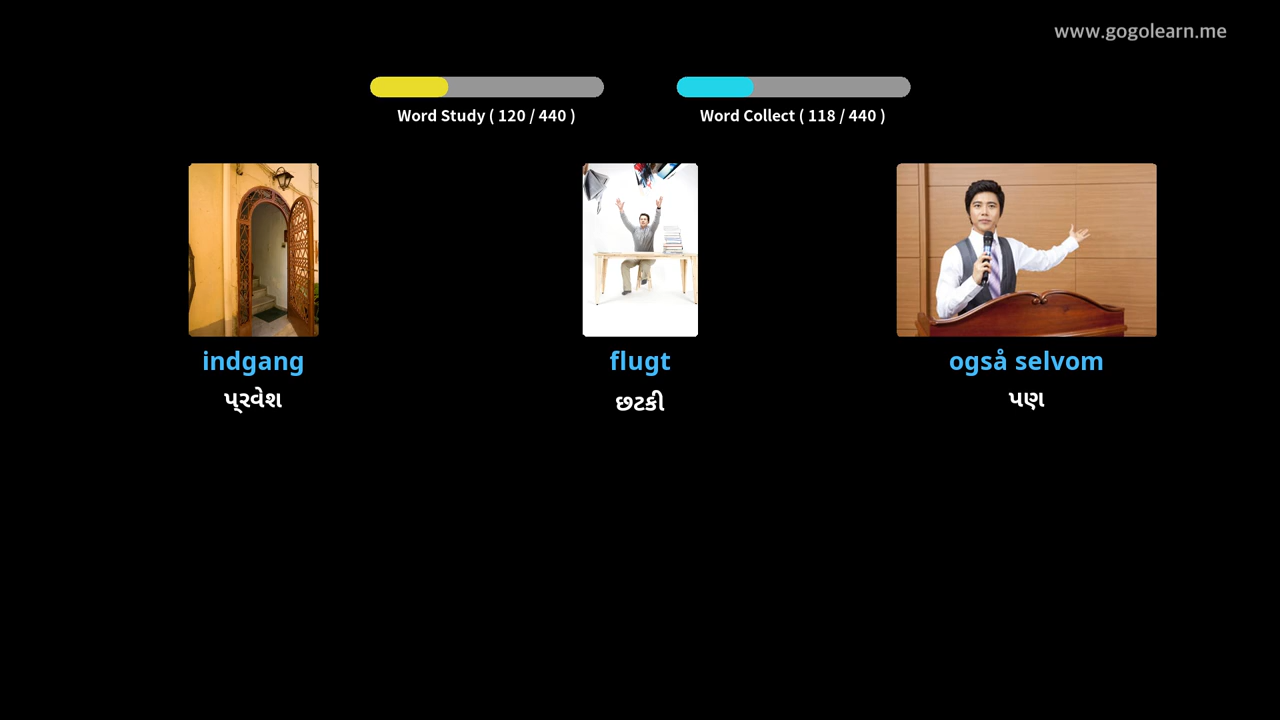 www.gogolearn.me
Word Study ( 120 / 440 )
Word Collect ( 118 / 440 )
indgang
flugt
også selvom
પ્રવેશ
છટકી
પણ